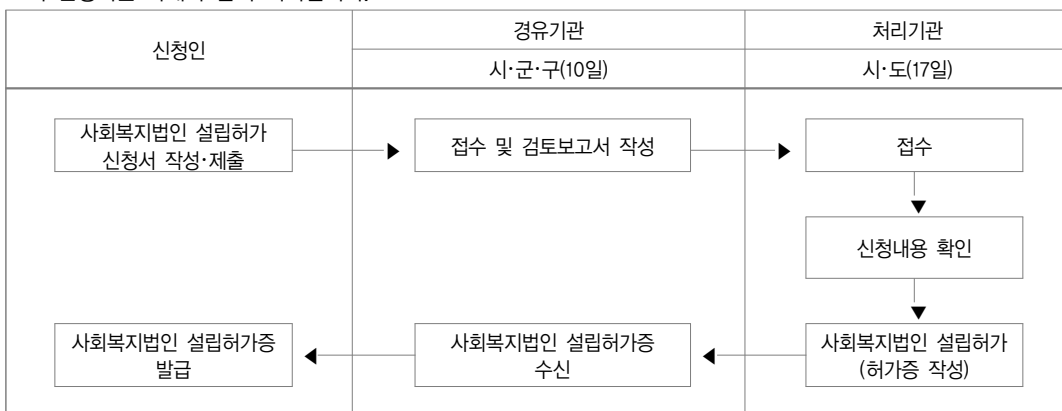 신청인
경유기관
처리기관
시·군·구(10일)
시·도(17일)
사회복지법인 설립허가
신청서 작성·제출
접수 및 검토보고서 작성
접수
신청내용 확인
사회복지법인 설립허가증
발급
사회복지법인 설립허가증
수신
사회복지법인 설립허가
(허가증 작성)